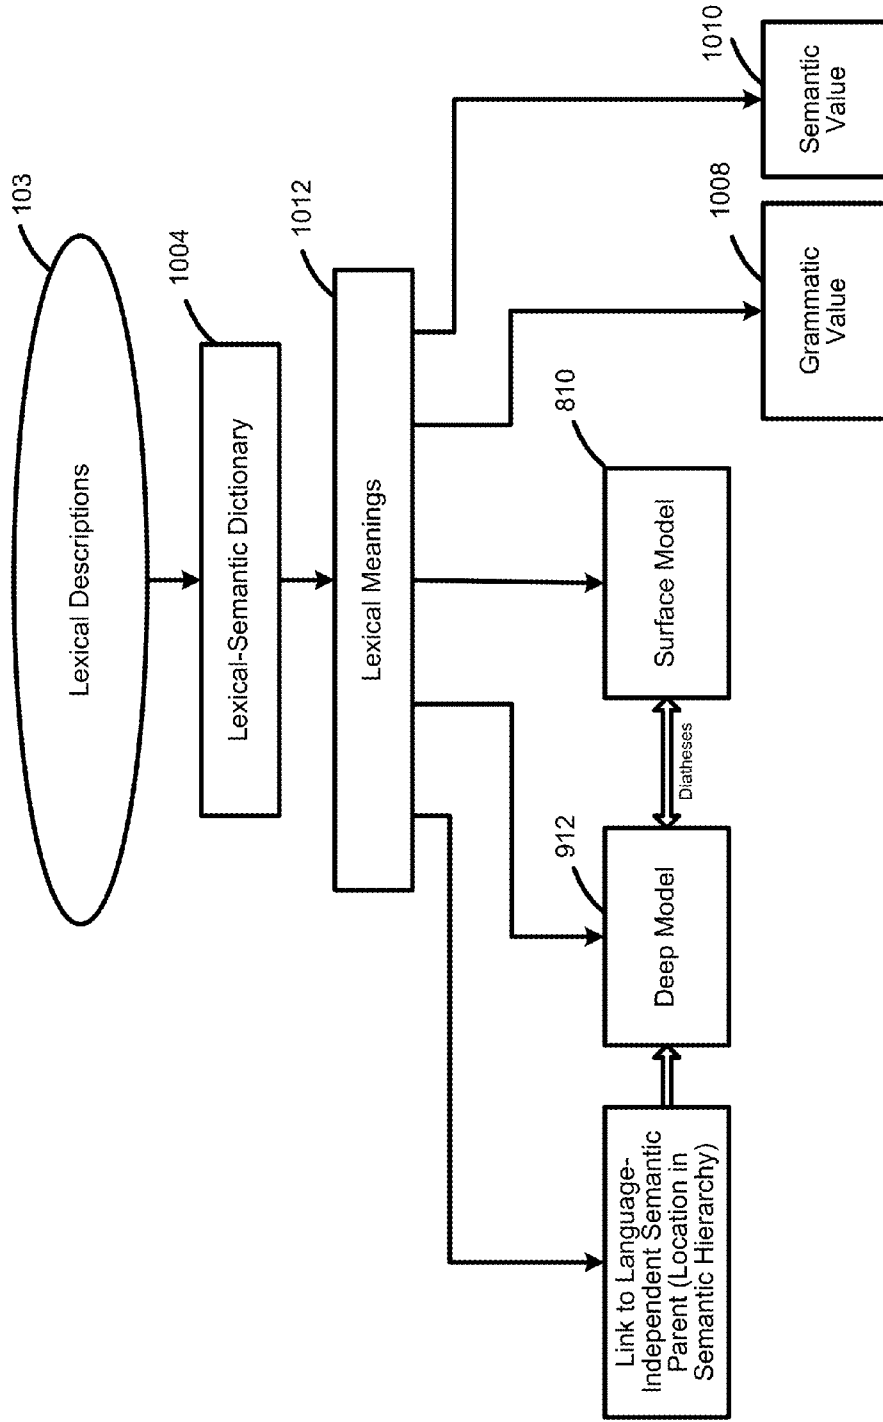 Lexical Descriptions
103
Lexical-Semantic Dictionary
1004
Lexical Meanings
1012
Link to Language-
Independent Semantic
Parent (Location in
Semantic Hierarchy)
Deep Model
912
Diatheses
Surface Model
810
Grammatic
Value
1008
Semantic
Value
1010